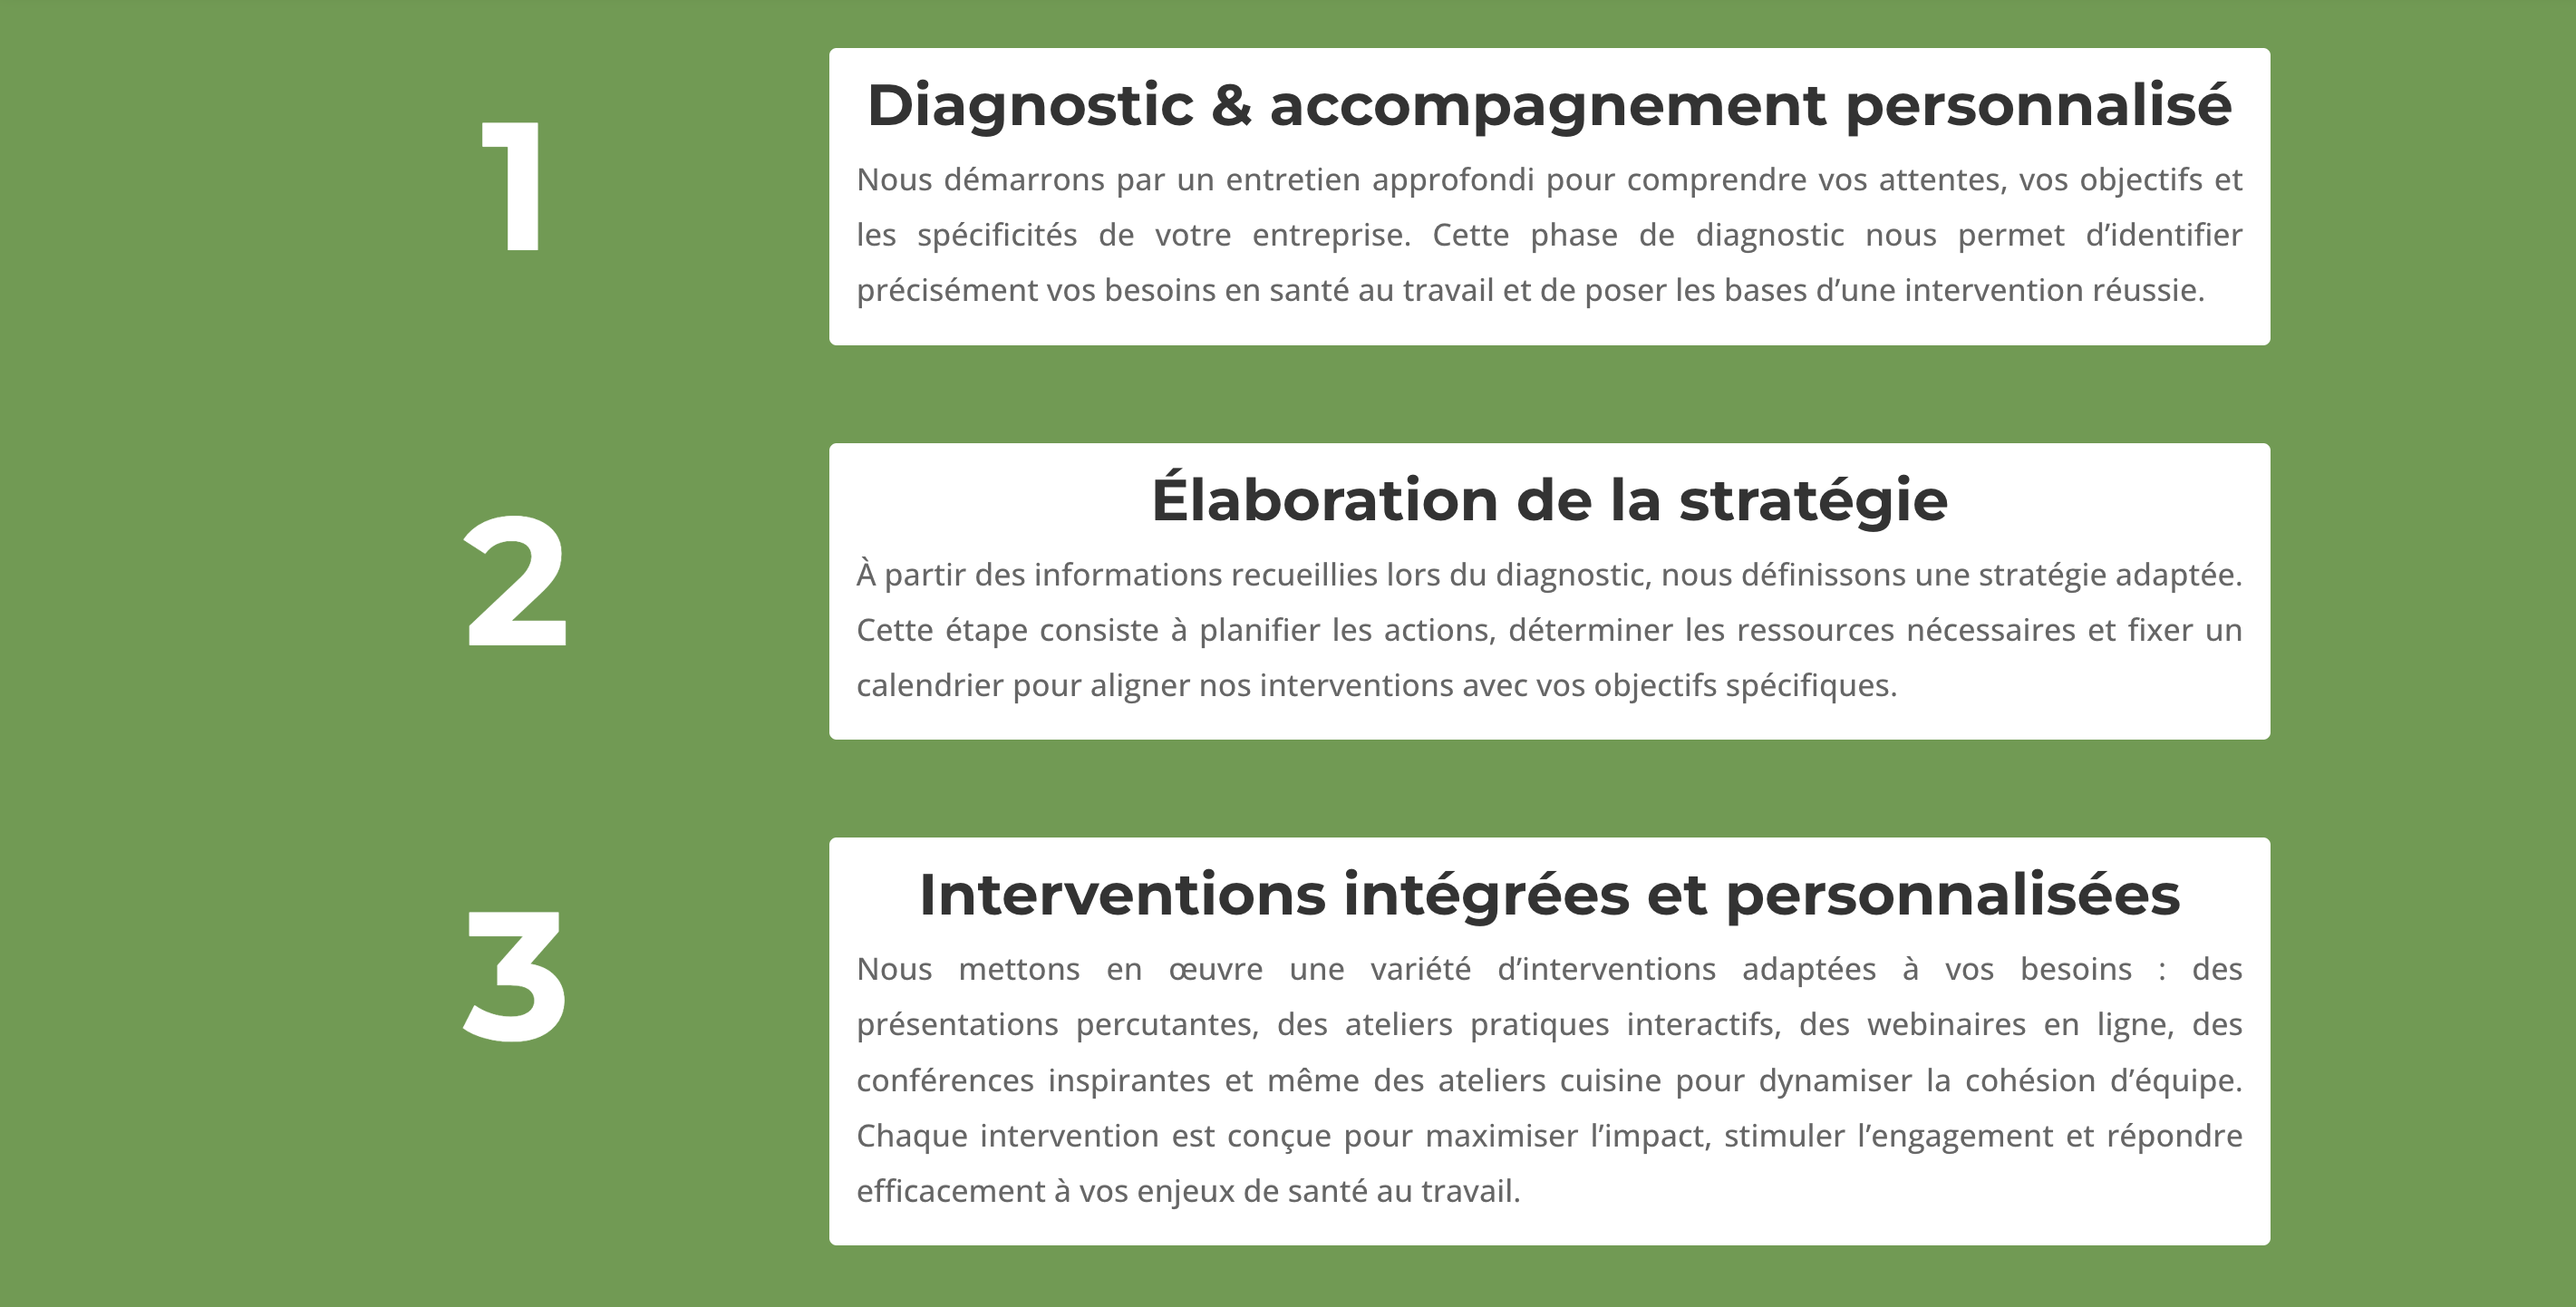 1
Diagnostic & accompagnement personnalisé
Nous démarrons par un entretien approfondi pour comprendre vos attentes, vos objectifs et
les spécificités de votre entreprise. Cette phase de diagnostic nous permet d’identifier
précisément vos besoins en santé au travail et de poser les bases d’une intervention réussie.
2
Élaboration de la stratégie
À partir des informations recueillies lors du diagnostic, nous définissons une stratégie adaptée.
Cette étape consiste à planifier les actions, déterminer les ressources nécessaires et fixer un
calendrier pour aligner nos interventions avec vos objectifs spécifiques.
3
Interventions intégrées et personnalisées
Nous mettons en œuvre une variété d’interventions adaptées à vos besoins : des
présentations percutantes, des ateliers pratiques interactifs, des webinaires en ligne, des
conférences inspirantes et même des ateliers cuisine pour dynamiser la cohésion d’équipe.
Chaque intervention est conçue pour maximiser l’impact, stimuler l’engagement et répondre
efficacement à vos enjeux de santé au travail.